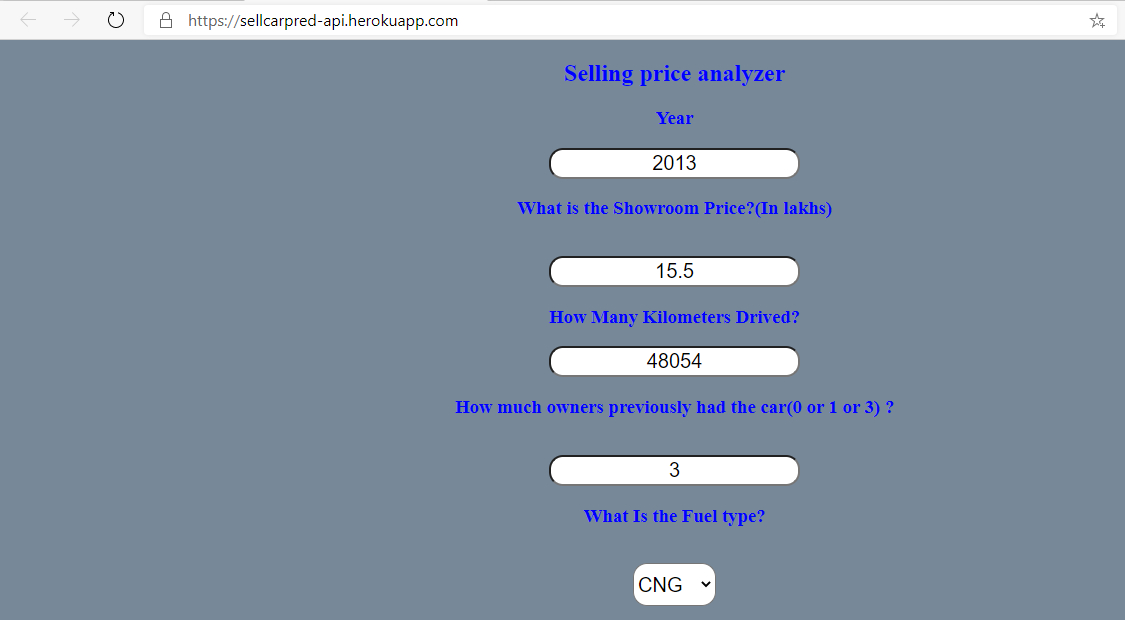 https://sellcarpred-api.herokuapp.com
Selling price analyzer
Year
2013
What is the Showroom Price?(In lakhs)
15.5
How Many Kilometers Drived?
48054
How much owners previously had the car(0 or 1 or 3) ?
3
What Is the Fuel type?
CNG